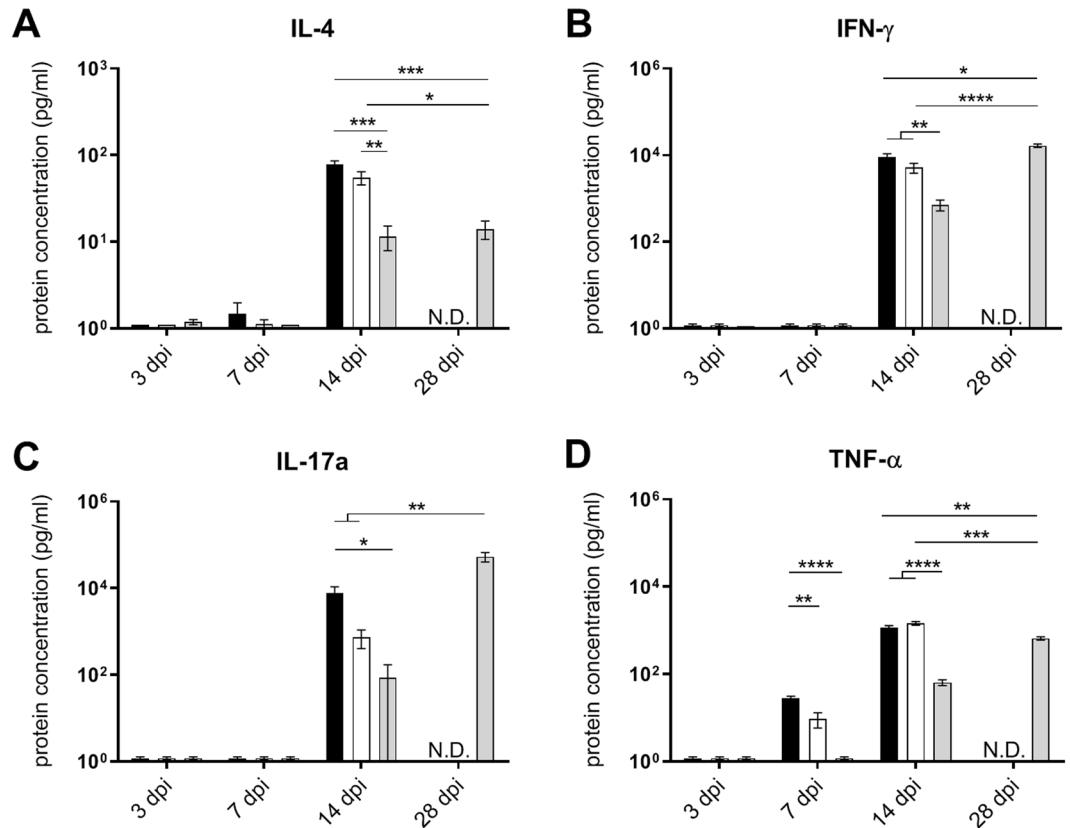 A
IL-4
protein concentration (pg/ml)
10³
10²
10¹
10⁰
***
*
***
**
N.D.
3 dpi
7 dpi
14 dpi
28 dpi
B
IFN-γ
protein concentration (pg/ml)
10⁶
10⁴
10²
10⁰
*
****
**
N.D.
3 dpi
7 dpi
14 dpi
28 dpi
C
IL-17a
protein concentration (pg/ml)
10⁶
10⁴
10²
10⁰
**
*
N.D.
3 dpi
7 dpi
14 dpi
28 dpi
D
TNF-α
protein concentration (pg/ml)
10⁶
10⁴
10²
10⁰
**
***
****
****
**
N.D.
3 dpi
7 dpi
14 dpi
28 dpi